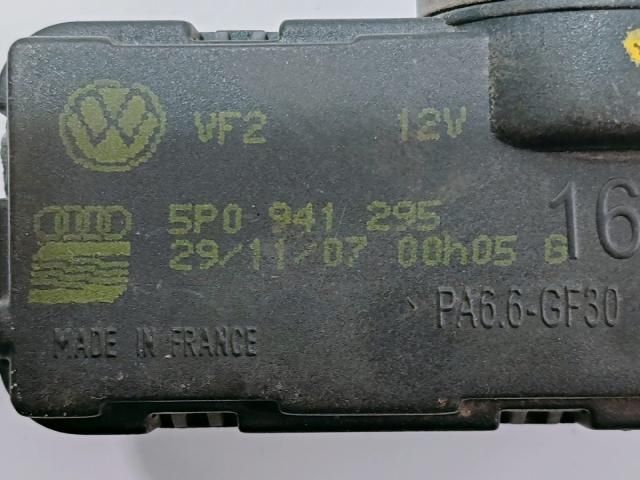 VF2 12V
5P0 941 295
29/11/07 00h05 B
16
PA6.6-GF30
MADE IN FRANCE